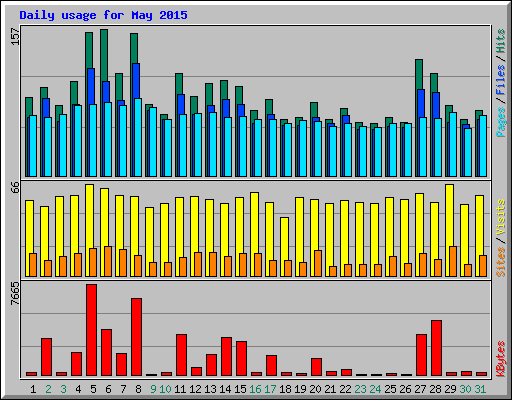 Daily usage for May 2015
157
Pages / Files / Hits
66
Sites / Visits
7665
KBytes
1 2 3 4 5 6 7 8 9 10 11 12 13 14 15 16 17 18 19 20 21 22 23 24 25 26 27 28 29 30 31